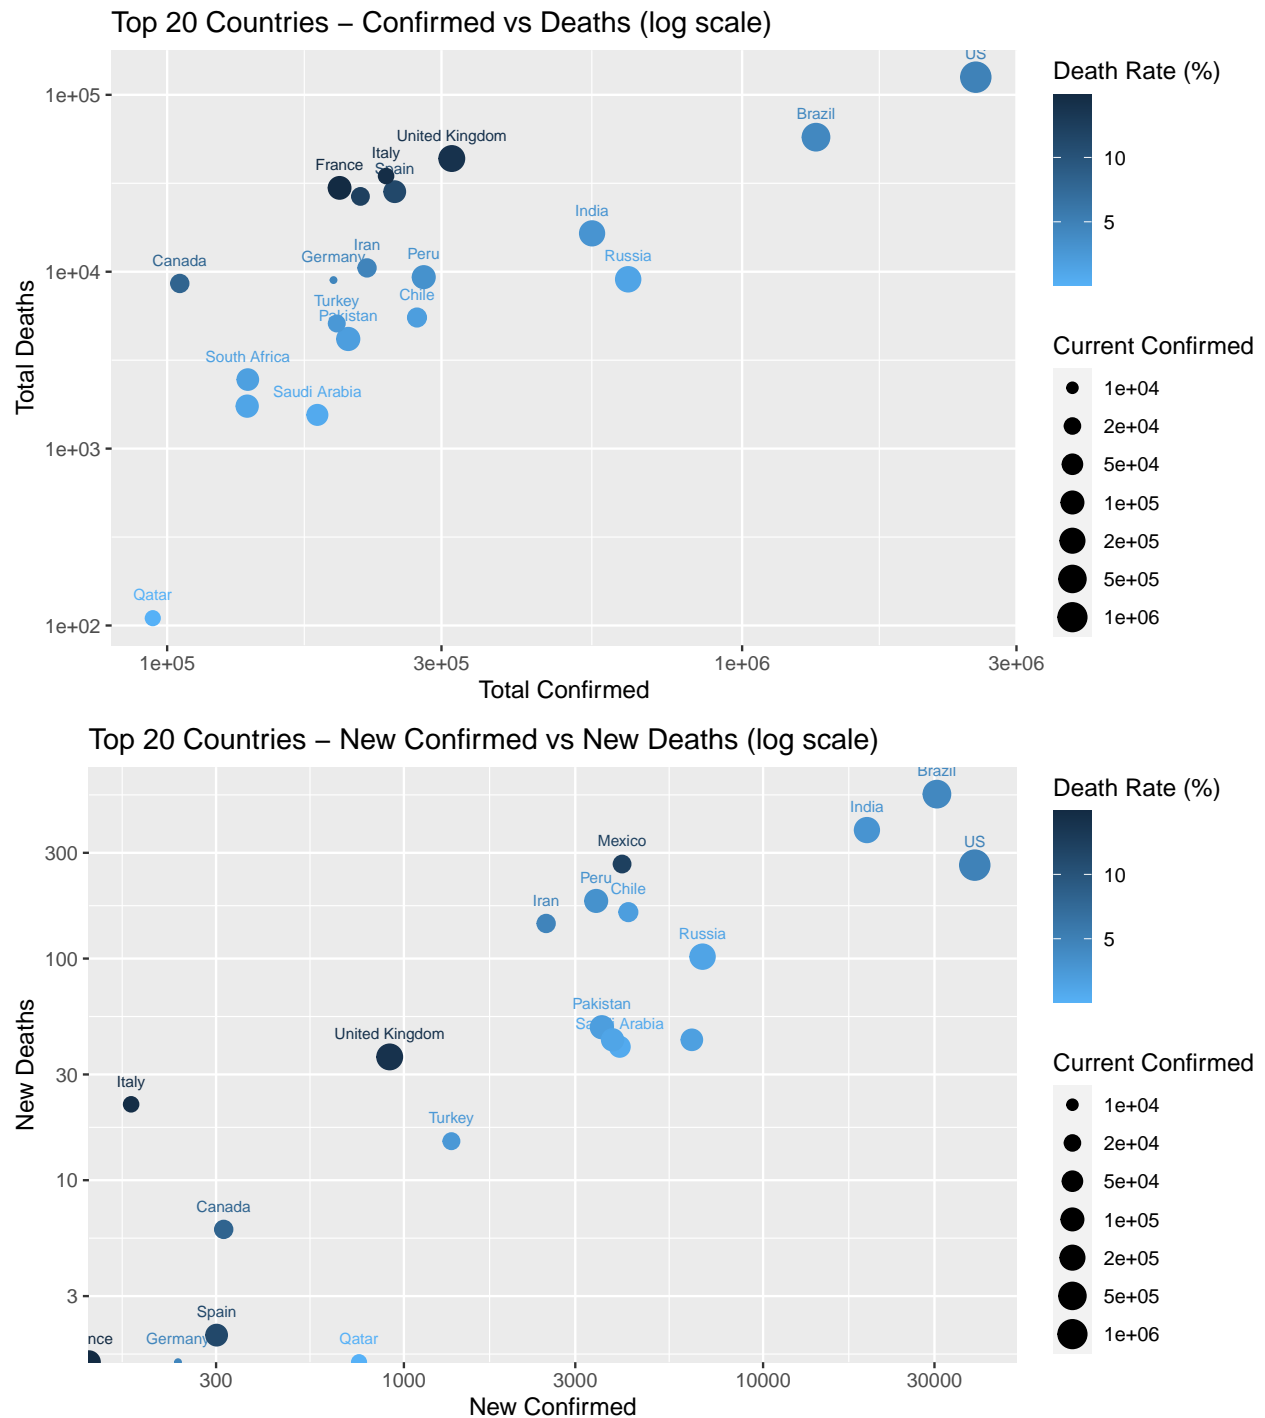 Top 20 Countries – Confirmed vs Deaths (log scale)
Total Deaths
1e+05
1e+04
1e+03
1e+02
US
Brazil
United Kingdom
Italy
France
Spain
India
Iran
Peru
Russia
Germany
Canada
Chile
Turkey
Pakistan
South Africa
Saudi Arabia
Qatar
1e+05 3e+05 1e+06 3e+06
Total Confirmed
Death Rate (%)
10
5
Current Confirmed
1e+04
2e+04
5e+04
1e+05
2e+05
5e+05
1e+06
Top 20 Countries – New Confirmed vs New Deaths (log scale)
New Deaths
300
100
30
10
3
Brazil
India
US
Mexico
Peru
Chile
Iran
Russia
Pakistan
Saudi Arabia
United Kingdom
Italy
Turkey
Canada
Spain
nce
Germany
Qatar
300 1000 3000 10000 30000
New Confirmed
Death Rate (%)
10
5
Current Confirmed
1e+04
2e+04
5e+04
1e+05
2e+05
5e+05
1e+06